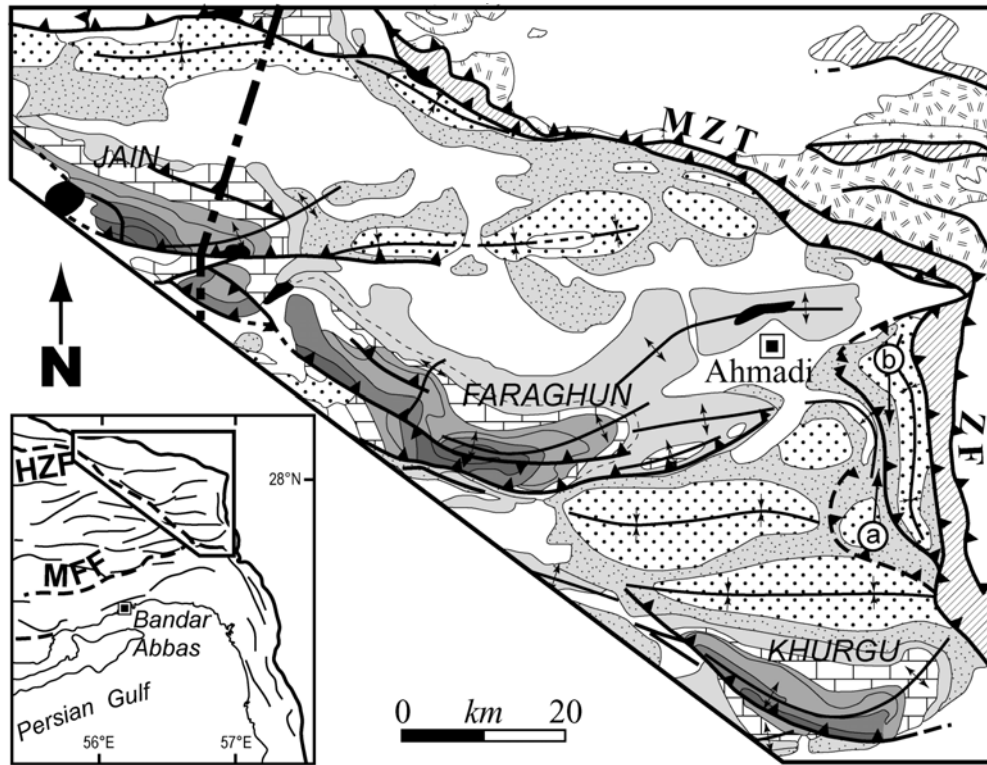 MZT
JAIN
N
FARAGHUN
Ahmadi
b
ZF
a
KHURGU
0 km 20
HZF
28°N
MFF
Bandar
Abbas
Persian Gulf
56°E 57°E